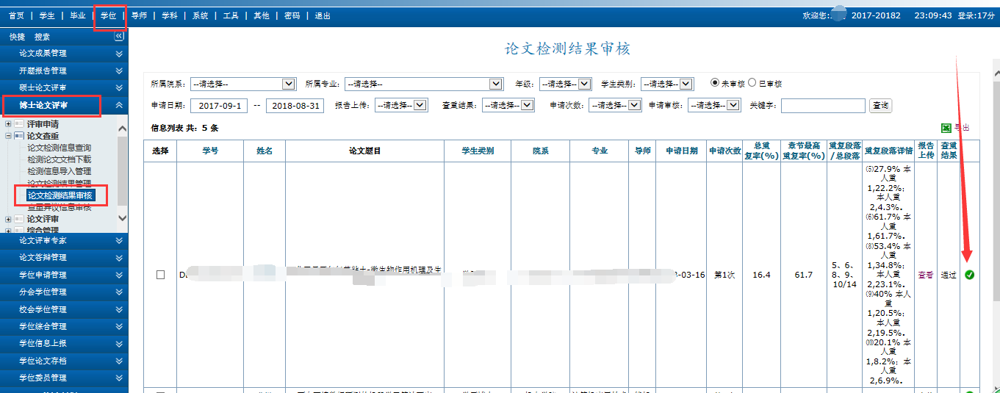 首页 | 学生 | 毕业 | 学位 | 导师 | 学科 | 系统 | 工具 | 其他 | 密码 | 退出
欢迎您: 2017-20182 23:09:43 登录:17分
快捷 搜索
论文成果管理
开题报告管理
硕士论文评审
博士论文评审
评审申请
论文查重
论文检测信息查询
检测论文文档下载
检测信息导入管理
论文检测结果管理
论文检测结果审核
查重异议信息审核
论文评审
综合管理
论文评审专家
论文答辩管理
学位申请管理
分会学位管理
校会学位管理
学位综合管理
学位信息上报
学位论文存档
学位委员管理
论文检测结果审核
所属院系: --请选择-- 所属专业: --请选择-- 年级: --请选择-- 学生类别: --请选择-- 未审核 已审核
申请日期: 2017-09-1 -- 2018-08-31 报告上传: --请选择-- 查重结果: --请选择-- 申请次数: --请选择-- 申请审核: --请选择-- 关键字: 查询
信息列表 共: 5 条 导出
选择 学号 姓名 论文题目 学生类别 院系 专业 导师 申请日期 申请次数 总重复率(%) 章节最高重复率(%) 重复段落/总段落 重复段落详情 报告上传 查重结果
-03-16 第1次 16.4 61.7
5、6、
8、9、
10/14
⑸27.9% 本
人重
1,22.2%;
本人重
2,4.3%。
⑹61.7% 本
人重
1,61.7%。
⑻53.4% 本
人重
1,34.8%;
本人重
2,23.1%。
⑼40% 本人
重
1,20.5%;
本人重
2,19.5%。
⑽20.1% 本
人重
1,8.2%; 本
人重
2,6.9%。
查看 通过